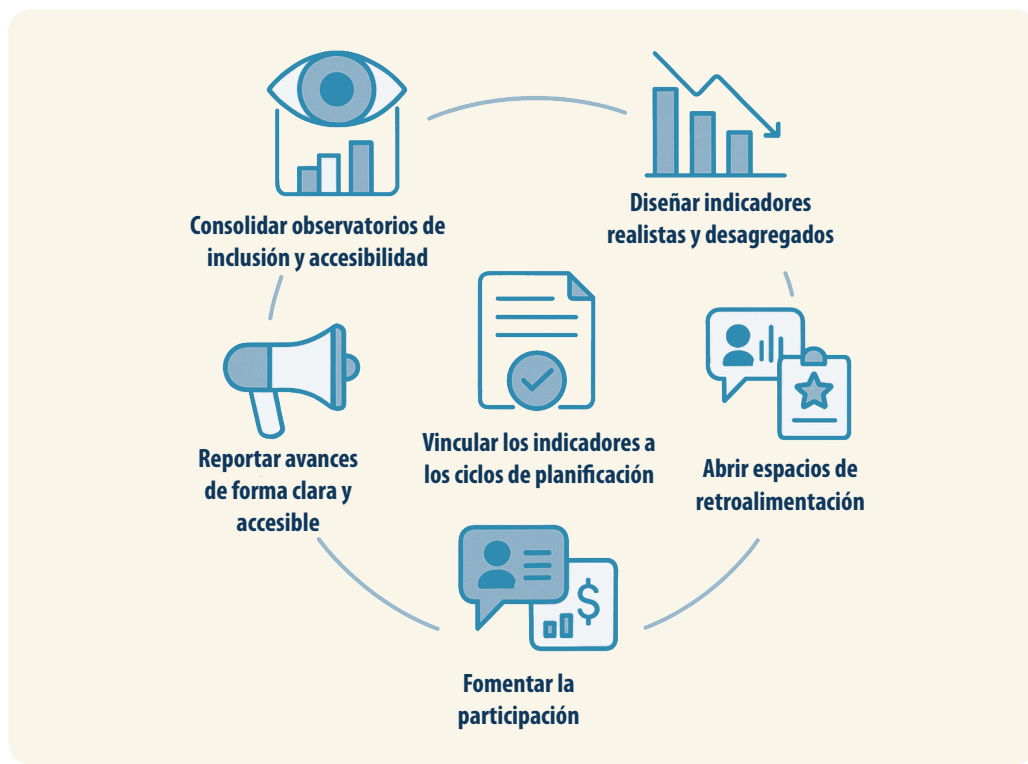 Consolidar observatorios de
inclusión y accesibilidad
Diseñar indicadores
realistas y desagregados
Vincular los indicadores a
los ciclos de planificación
Abrir espacios de
retroalimentación
Reportar avances
de forma clara y
accesible
$
Fomentar la
participación